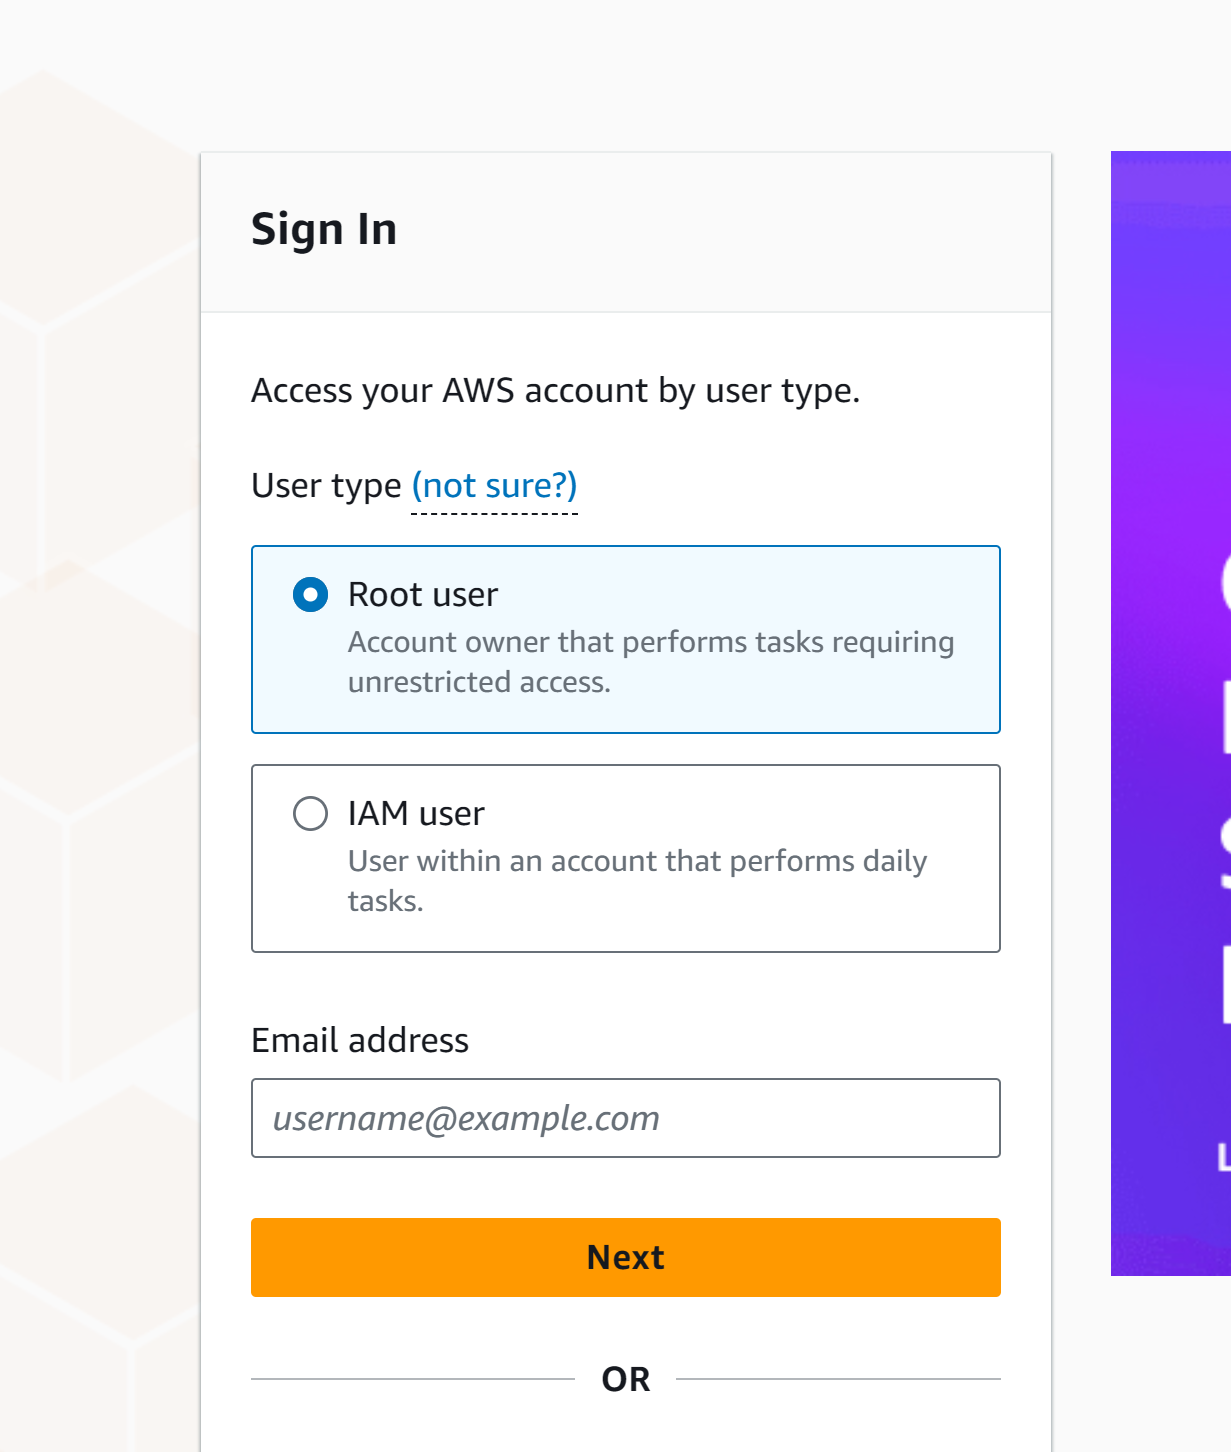 Sign In
Access your AWS account by user type.
User type (not sure?)
Root user
Account owner that performs tasks requiring
unrestricted access.
IAM user
User within an account that performs daily
tasks.
Email address
username@example.com
Next
OR